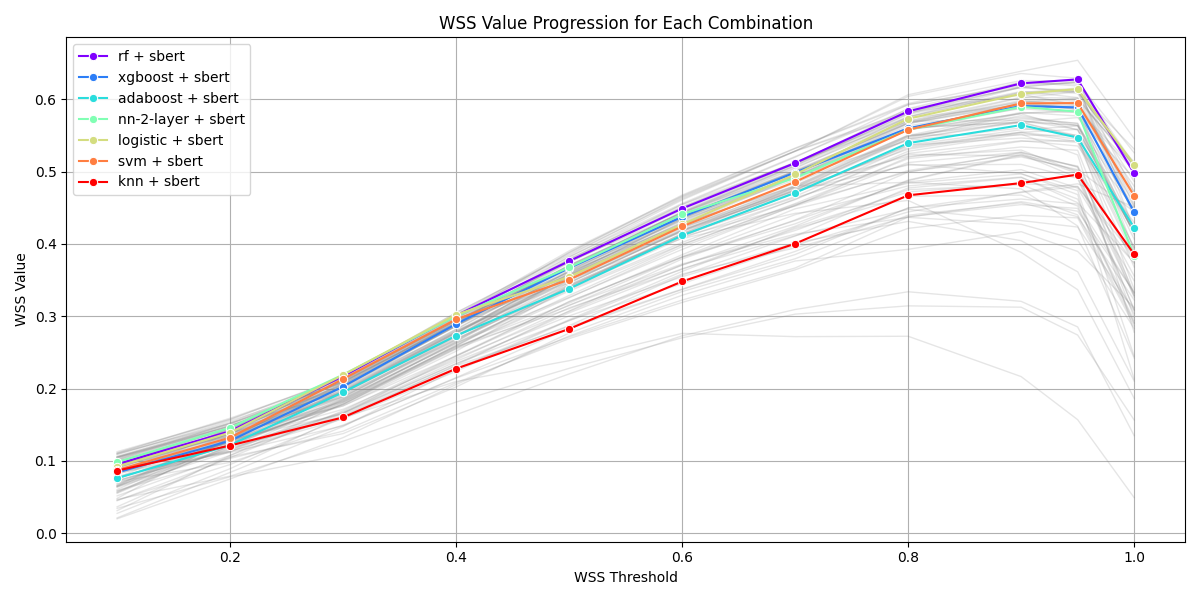 WSS Value Progression for Each Combination
rf + sbert
xgboost + sbert
adaboost + sbert
nn-2-layer + sbert
logistic + sbert
svm + sbert
knn + sbert
WSS Value
0.6
0.5
0.4
0.3
0.2
0.1
0.0
0.2 0.4 0.6 0.8 1.0
WSS Threshold